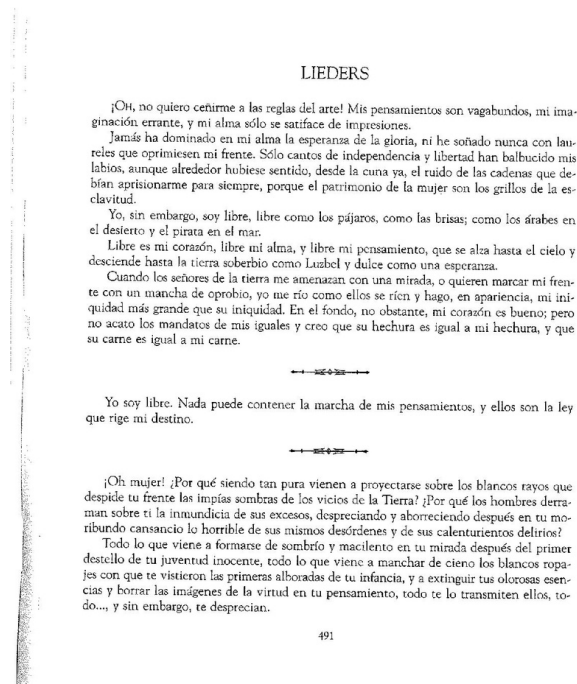 LIEDERS
¡OH, no quiero ceñirme a las reglas del arte! Mis pensamientos son vagabundos, mi ima-
ginación errante, y mi alma sólo se satiface de impresiones.
Jamás ha dominado en mi alma la esperanza de la gloria, ni he soñado nunca con lau-
reles que oprimiesen mi frente. Sólo cantos de independencia y libertad han balbucido mis
labios, aunque alrededor hubiese sentido, desde la cuna ya, el ruido de las cadenas que de-
bían aprisionarme para siempre, porque el patrimonio de la mujer son los grillos de la es-
clavitud.
Yo, sin embargo, soy libre, libre como los pájaros, como las brisas; como los árabes en
el desierto y el pirata en el mar.
Libre es mi corazón, libre mi alma, y libre mi pensamiento, que se alza hasta el cielo y
desciende hasta la tierra soberbio como Luzbel y dulce como una esperanza.
Cuando los señores de la tierra me amenazan con una mirada, o quieren marcar mi fren-
te con un mancha de oprobio, yo me río como ellos se ríen y hago, en apariencia, mi ini-
quidad más grande que su iniquidad. En el fondo, no obstante, mi corazón es bueno; pero
no acato los mandatos de mis iguales y creo que su hechura es igual a mi hechura, y que
su carne es igual a mi carne.
Yo soy libre. Nada puede contener la marcha de mis pensamientos, y ellos son la ley
que rige mi destino.
¡Oh mujer! ¿Por qué siendo tan pura vienen a proyectarse sobre los blancos rayos que
despide tu frente las impías sombras de los vicios de la Tierra? ¿Por qué los hombres derra-
man sobre ti la inmundicia de sus excesos, despreciando y aborreciendo después en tu mo-
ribundo cansancio lo horrible de sus mismos desórdenes y de sus calenturientos delirios?
Todo lo que viene a formarse de sombrío y macilento en tu mirada después del primer
destello de tu juventud inocente, todo lo que viene a manchar de cieno los blancos ropa-
jes con que te vistieron las primeras alboradas de tu infancia, y a extinguir tus olorosas esen-
cias y borrar las imágenes de la virtud en tu pensamiento, todo te lo transmiten ellos, to-
do..., y sin embargo, te desprecian.
491